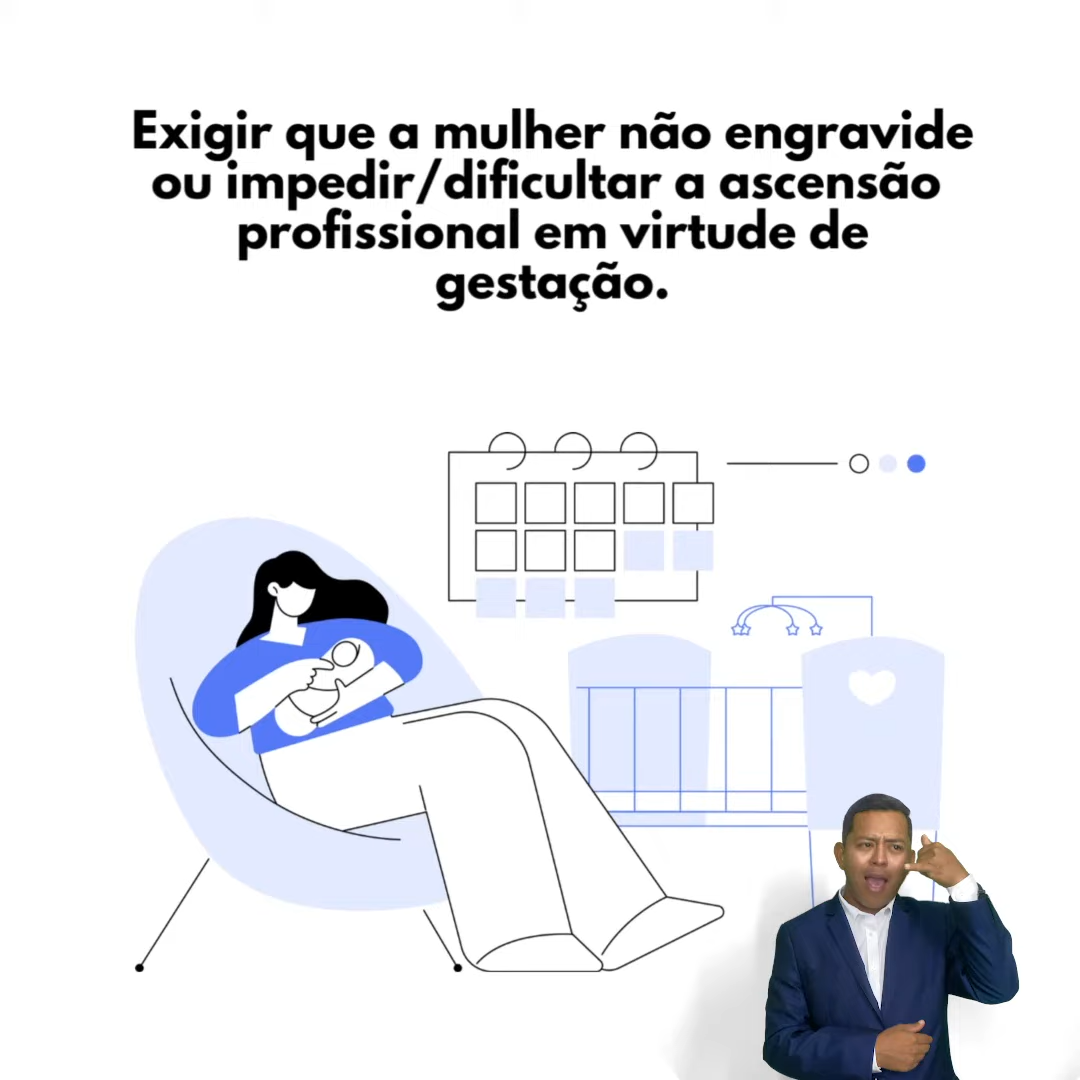 Exigir que a mulher não engravide
ou impedir/dificultar a ascensão
profissional em virtude de
gestação.